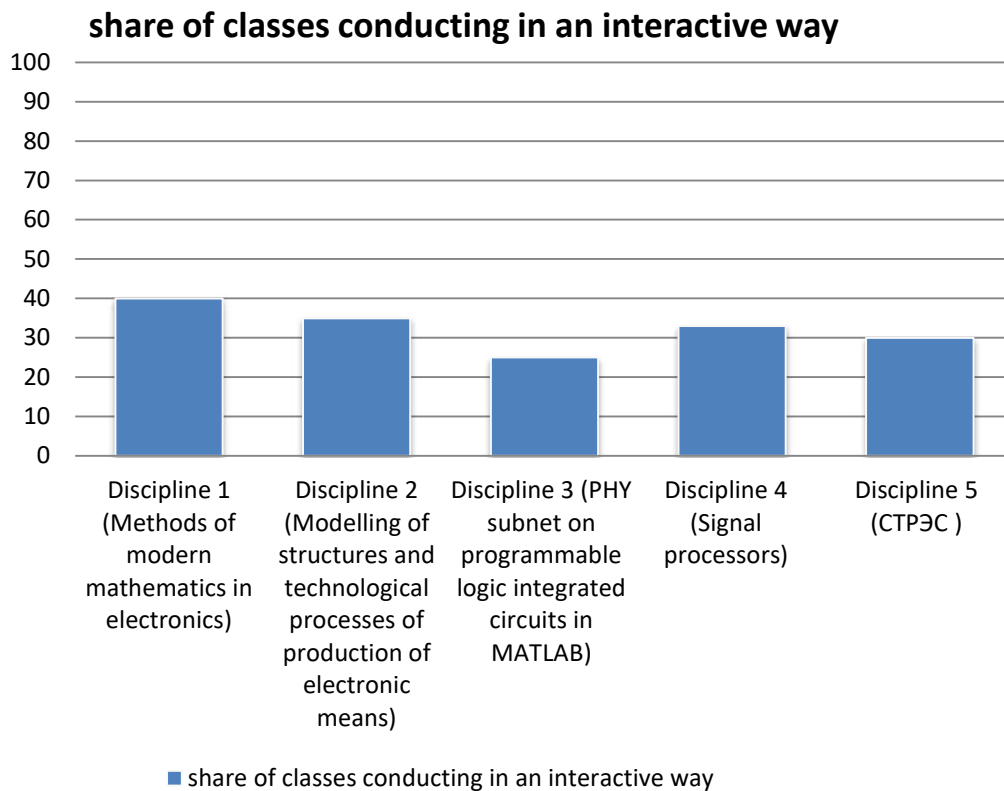 share of classes conducting in an interactive way
100
90
80
70
60
50
40
30
20
10
0
Discipline 1
(Methods of
modern
mathematics in
electronics)
Discipline 2
(Modelling of
structures and
technological
processes of
production of
electronic
means)
Discipline 3 (PHY
subnet on
programmable
logic integrated
circuits in
MATLAB)
Discipline 4
(Signal
processors)
Discipline 5
(СТРЭС )
share of classes conducting in an interactive way